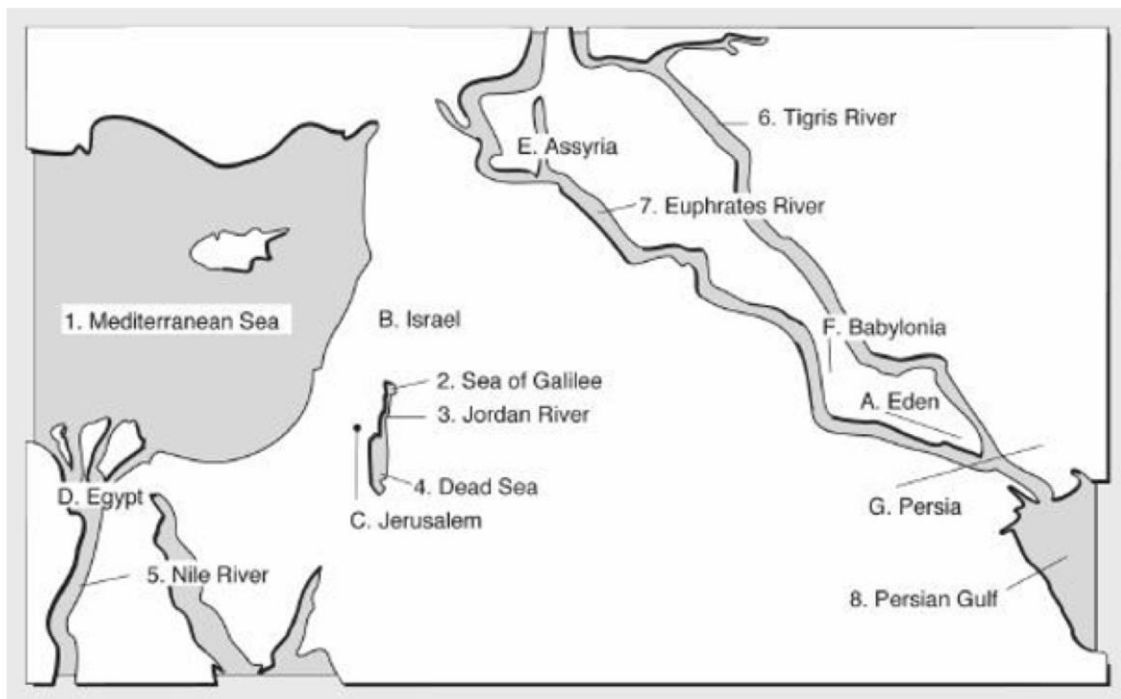 6. Tigris River
E. Assyria
7. Euphrates River
1. Mediterranean Sea
B. Israel
F. Babylonia
2. Sea of Galilee
A. Eden
3. Jordan River
4. Dead Sea
D. Egypt
G. Persia
C. Jerusalem
5. Nile River
8. Persian Gulf